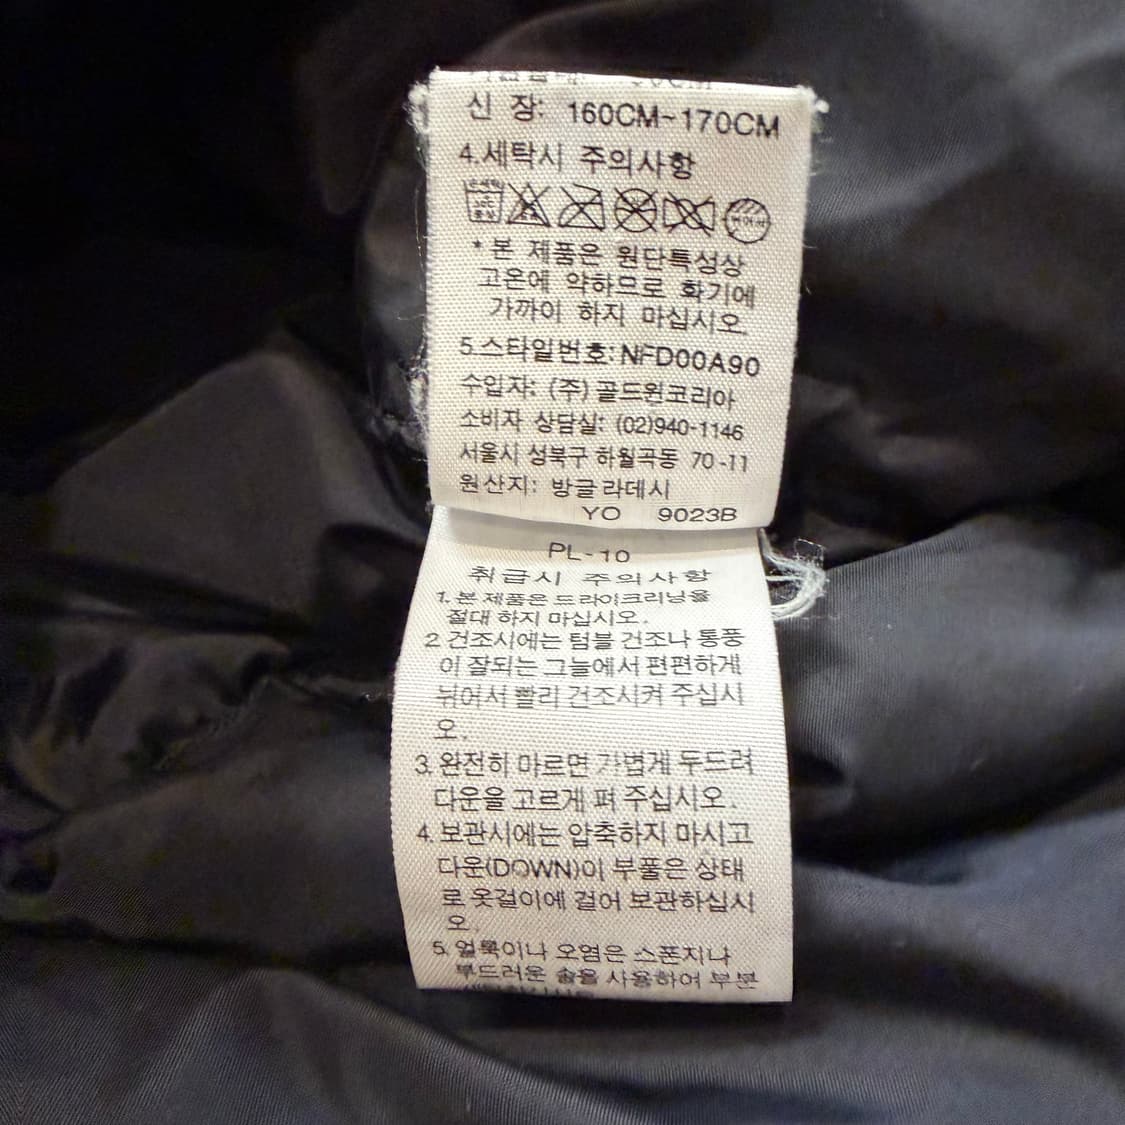 신 장: 160CM~170CM
4.세탁시 주의사항
손세탁
중성
뉘어서
* 본 제품은 원단특성상
고온에 약하므로 화기에
가까이 하지 마십시오.
5.스타일번호: NFD00A90
수입자: (주) 골드윈코리아
소비자 상담실: (02)940-1146
서울시 성북구 하월곡동 70-11
원산지: 방글라데시
YO 9023B
PL-10
취급시 주의사항
1. 본 제품은 드라이크리닝을
절대 하지 마십시오.
2 건조시에는 텀블 건조나 통풍
이 잘되는 그늘에서 편편하게
뉘어서 빨리 건조시켜 주십시
오.
3. 완전히 마르면 가볍게 두드려
다운을 고르게 펴 주십시오.
4. 보관시에는 압축하지 마시고
다운(DOWN)이 부풀은 상태
로 옷걸이에 걸어 보관하십시
오.
5. 얼룩이나 오염은 스폰지나
부드러운 솔을 사용하여 부분